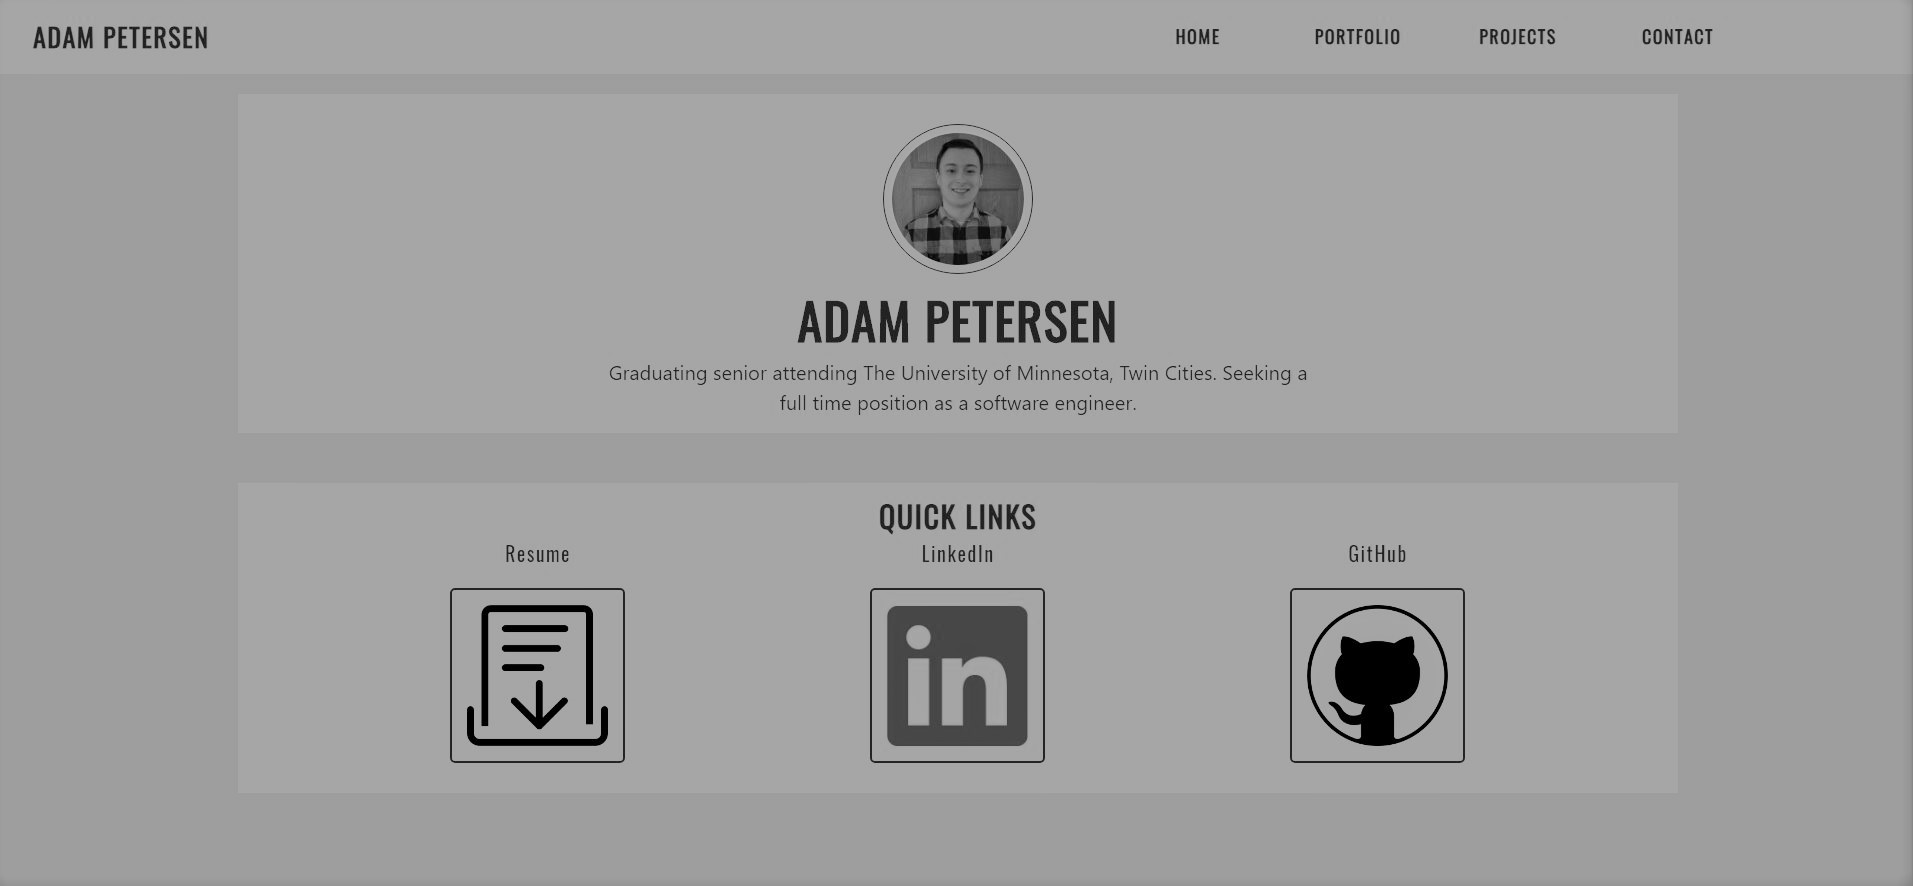 ADAM PETERSEN
HOME PORTFOLIO PROJECTS CONTACT
ADAM PETERSEN
Graduating senior attending The University of Minnesota, Twin Cities. Seeking a
full time position as a software engineer.
QUICK LINKS
Resume LinkedIn GitHub
in